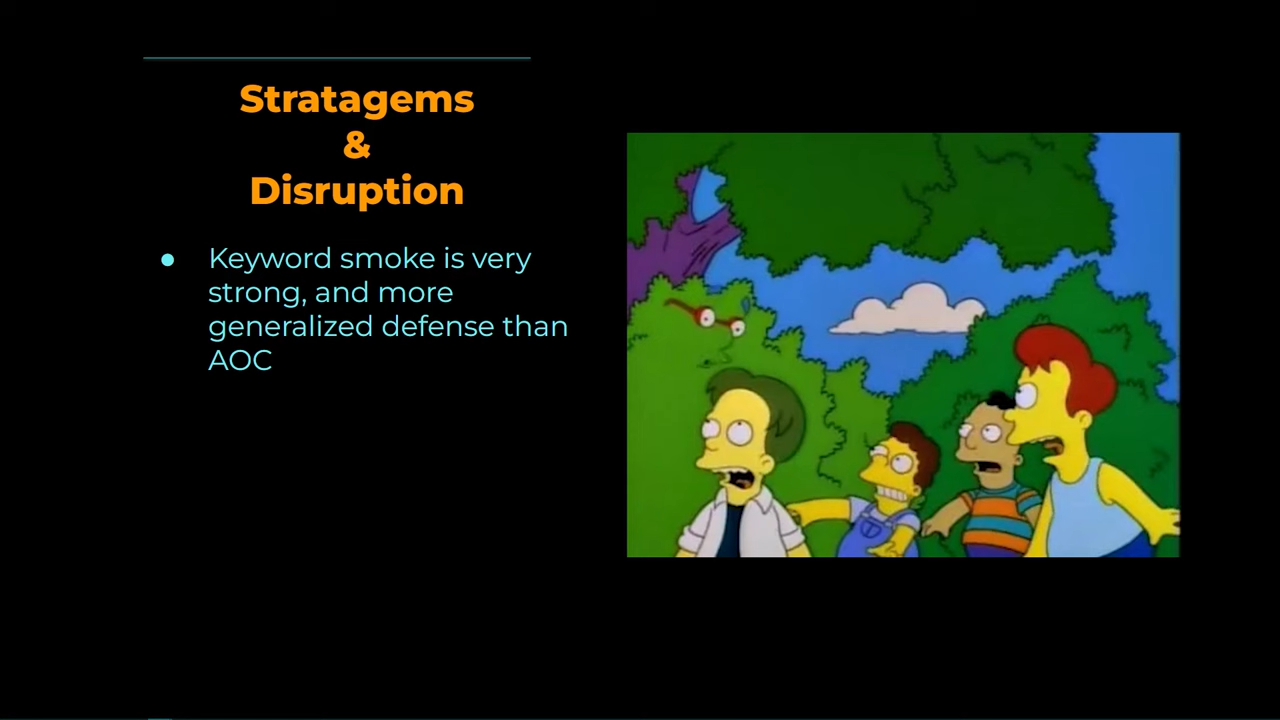 Stratagems
&
Disruption
● Keyword smoke is very
strong, and more
generalized defense than
AOC